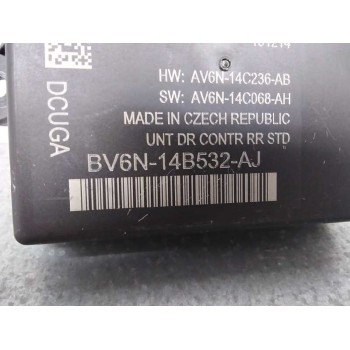 DCUGA
HW: AV6N-14C236-AB
SW: AV6N-14C068-AH
MADE IN CZECH REPUBLIC
UNT DR CONTR RR STD
BV6N-14B532-AJ